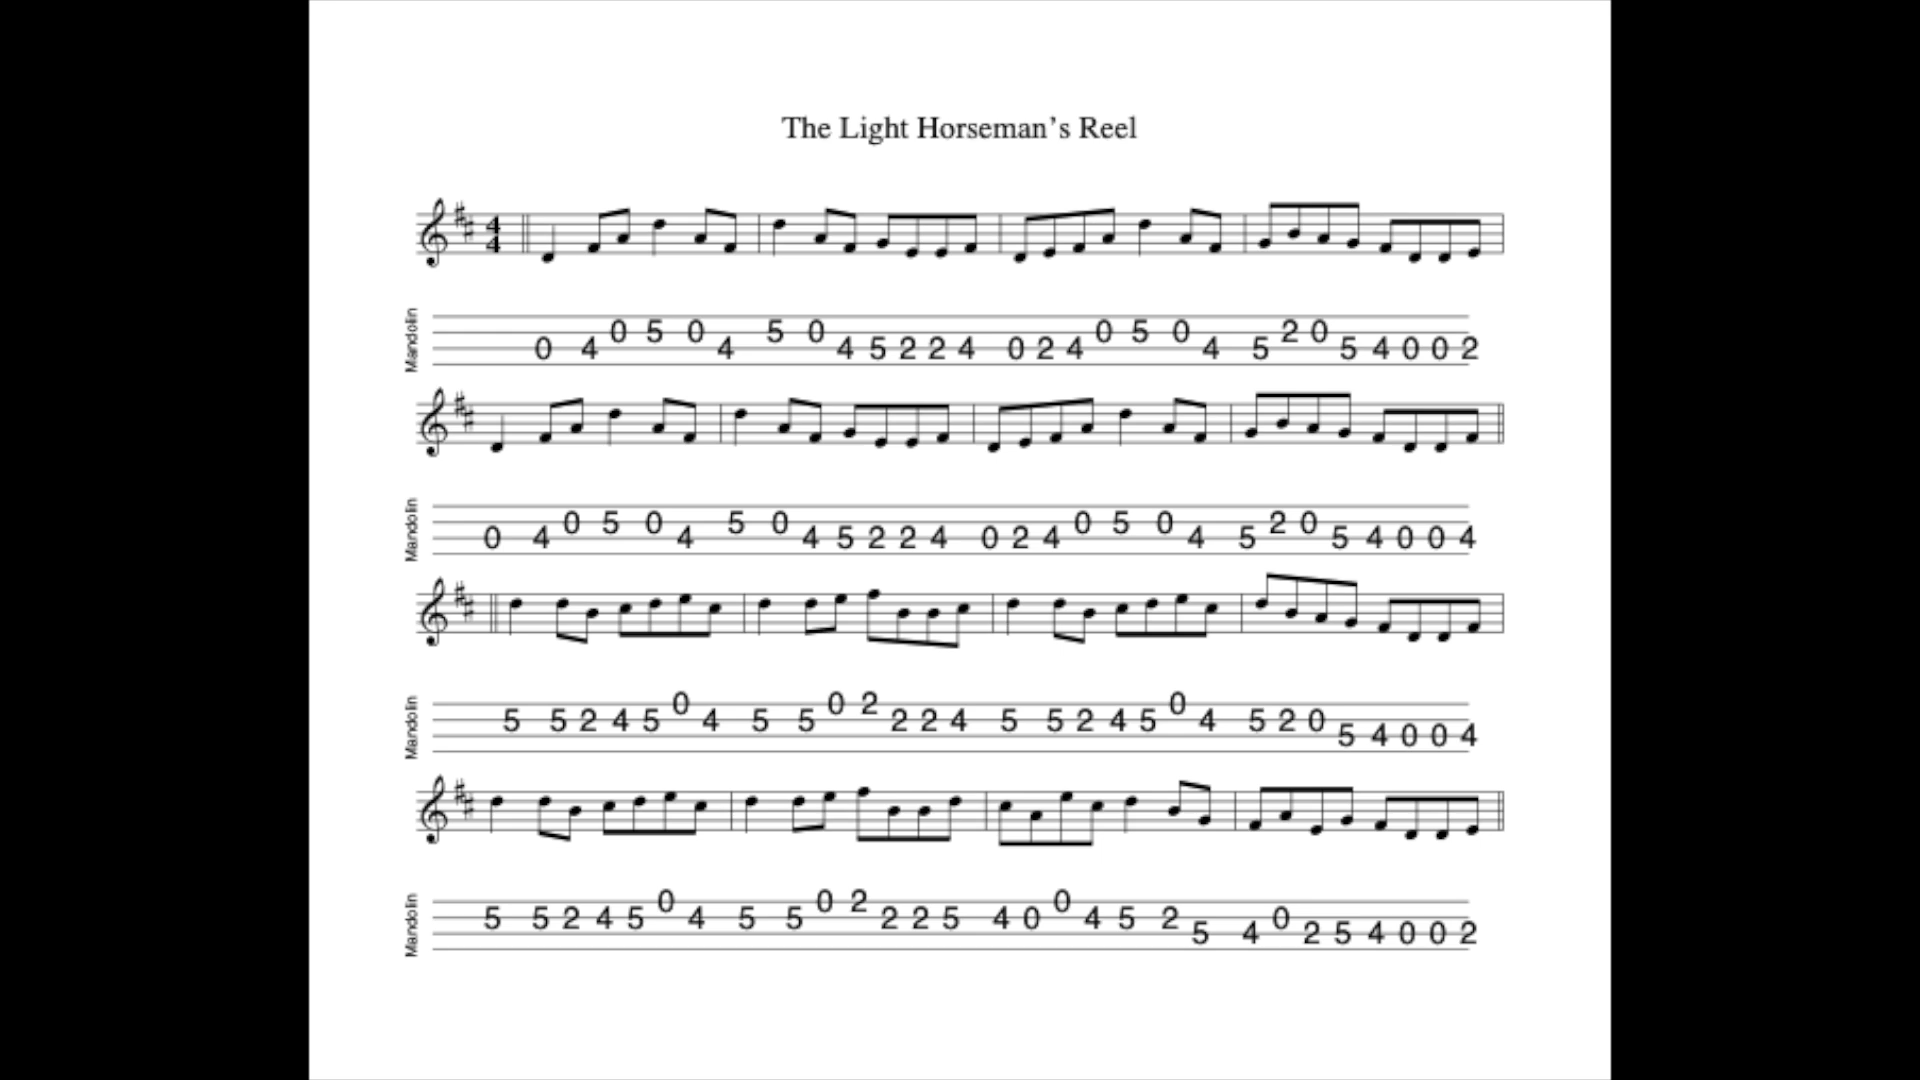 The Light Horseman's Reel
4
4
Mandolin
0 4 0 5 0 4 5 0 4 5 2 2 4 0 2 4 0 5 0 4 5 2 0 5 4 0 0 2
Mandolin
0 4 0 5 0 4 5 0 4 5 2 2 4 0 2 4 0 5 0 4 5 2 0 5 4 0 0 4
Mandolin
5 5 2 4 5 0 4 5 5 0 2 2 2 4 5 5 2 4 5 0 4 5 2 0 5 4 0 0 4
Mandolin
5 5 2 4 5 0 4 5 5 0 2 2 2 5 4 0 0 4 5 2 5 4 0 2 5 4 0 0 2